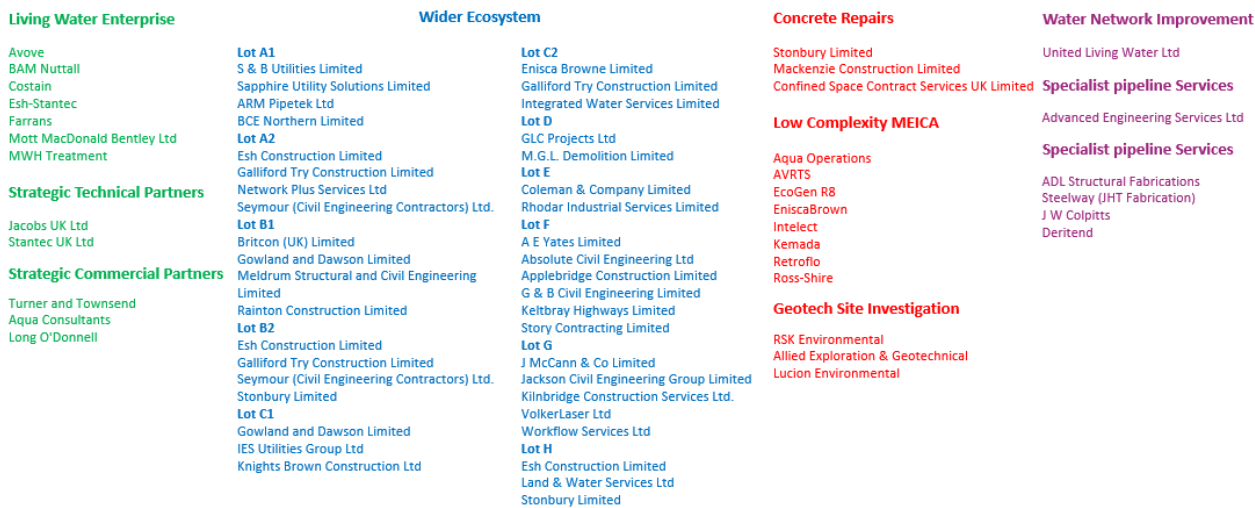 Living Water Enterprise
Avove
BAM Nuttall
Costain
Esh-Stantec
Farrans
Mott MacDonald Bentley Ltd
MWH Treatment
Strategic Technical Partners
Jacobs UK Ltd
Stantec UK Ltd
Strategic Commercial Partners
Turner and Townsend
Aqua Consultants
Long O'Donnell
Wider Ecosystem
Lot A1
S & B Utilities Limited
Sapphire Utility Solutions Limited
ARM Pipetek Ltd
BCE Northern Limited
Lot A2
Esh Construction Limited
Galliford Try Construction Limited
Network Plus Services Ltd
Seymour (Civil Engineering Contractors) Ltd.
Lot B1
Britcon (UK) Limited
Gowland and Dawson Limited
Meldrum Structural and Civil Engineering
Limited
Rainton Construction Limited
Lot B2
Esh Construction Limited
Galliford Try Construction Limited
Seymour (Civil Engineering Contractors) Ltd.
Stonbury Limited
Lot C1
Gowland and Dawson Limited
IES Utilities Group Ltd
Knights Brown Construction Ltd
Lot C2
Enisca Browne Limited
Galliford Try Construction Limited
Integrated Water Services Limited
Lot D
GLC Projects Ltd
M.G.L. Demolition Limited
Lot E
Coleman & Company Limited
Rhodar Industrial Services Limited
Lot F
A E Yates Limited
Absolute Civil Engineering Ltd
Applebridge Construction Limited
G & B Civil Engineering Limited
Keltbray Highways Limited
Story Contracting Limited
Lot G
J McCann & Co Limited
Jackson Civil Engineering Group Limited
Kilnbridge Construction Services Ltd.
VolkerLaser Ltd
Workflow Services Ltd
Lot H
Esh Construction Limited
Land & Water Services Ltd
Stonbury Limited
Concrete Repairs
Stonbury Limited
Mackenzie Construction Limited
Confined Space Contract Services UK Limited
Low Complexity MEICA
Aqua Operations
AVRTS
EcoGen R8
EniscaBrown
Intelect
Kemada
Retroflo
Ross-Shire
Geotech Site Investigation
RSK Environmental
Allied Exploration & Geotechnical
Lucion Environmental
Water Network Improvement
United Living Water Ltd
Specialist pipeline Services
Advanced Engineering Services Ltd
Specialist pipeline Services
ADL Structural Fabrications
Steelway (JHT Fabrication)
J W Colpitts
Deritend